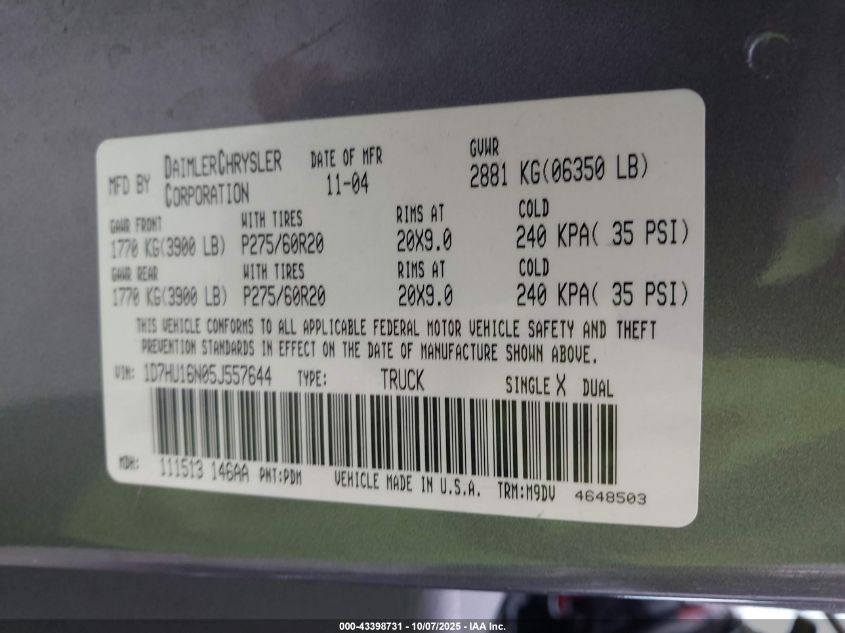 MFD BY DAIMLERCHRYSLER CORPORATION DATE OF MFR 11-04 GVWR 2881 KG(06350 LB)
GAWR FRONT WITH TIRES RIMS AT COLD
1770 KG(3900 LB) P275/60R20 20X9.0 240 KPA( 35 PSI)
GAWR REAR WITH TIRES RIMS AT COLD
1770 KG(3900 LB) P275/60R20 20X9.0 240 KPA( 35 PSI)
THIS VEHICLE CONFORMS TO ALL APPLICABLE FEDERAL MOTOR VEHICLE SAFETY AND THEFT
PREVENTION STANDARDS IN EFFECT ON THE DATE OF MANUFACTURE SHOWN ABOVE.
VIN: 1D7HU16N05J557644 TYPE: TRUCK SINGLE X DUAL
MDH: 111513 146AA PNT:PDM VEHICLE MADE IN U.S.A. TRM:M9DV 4648503
000-43398731 - 10/07/2025 - IAA Inc.